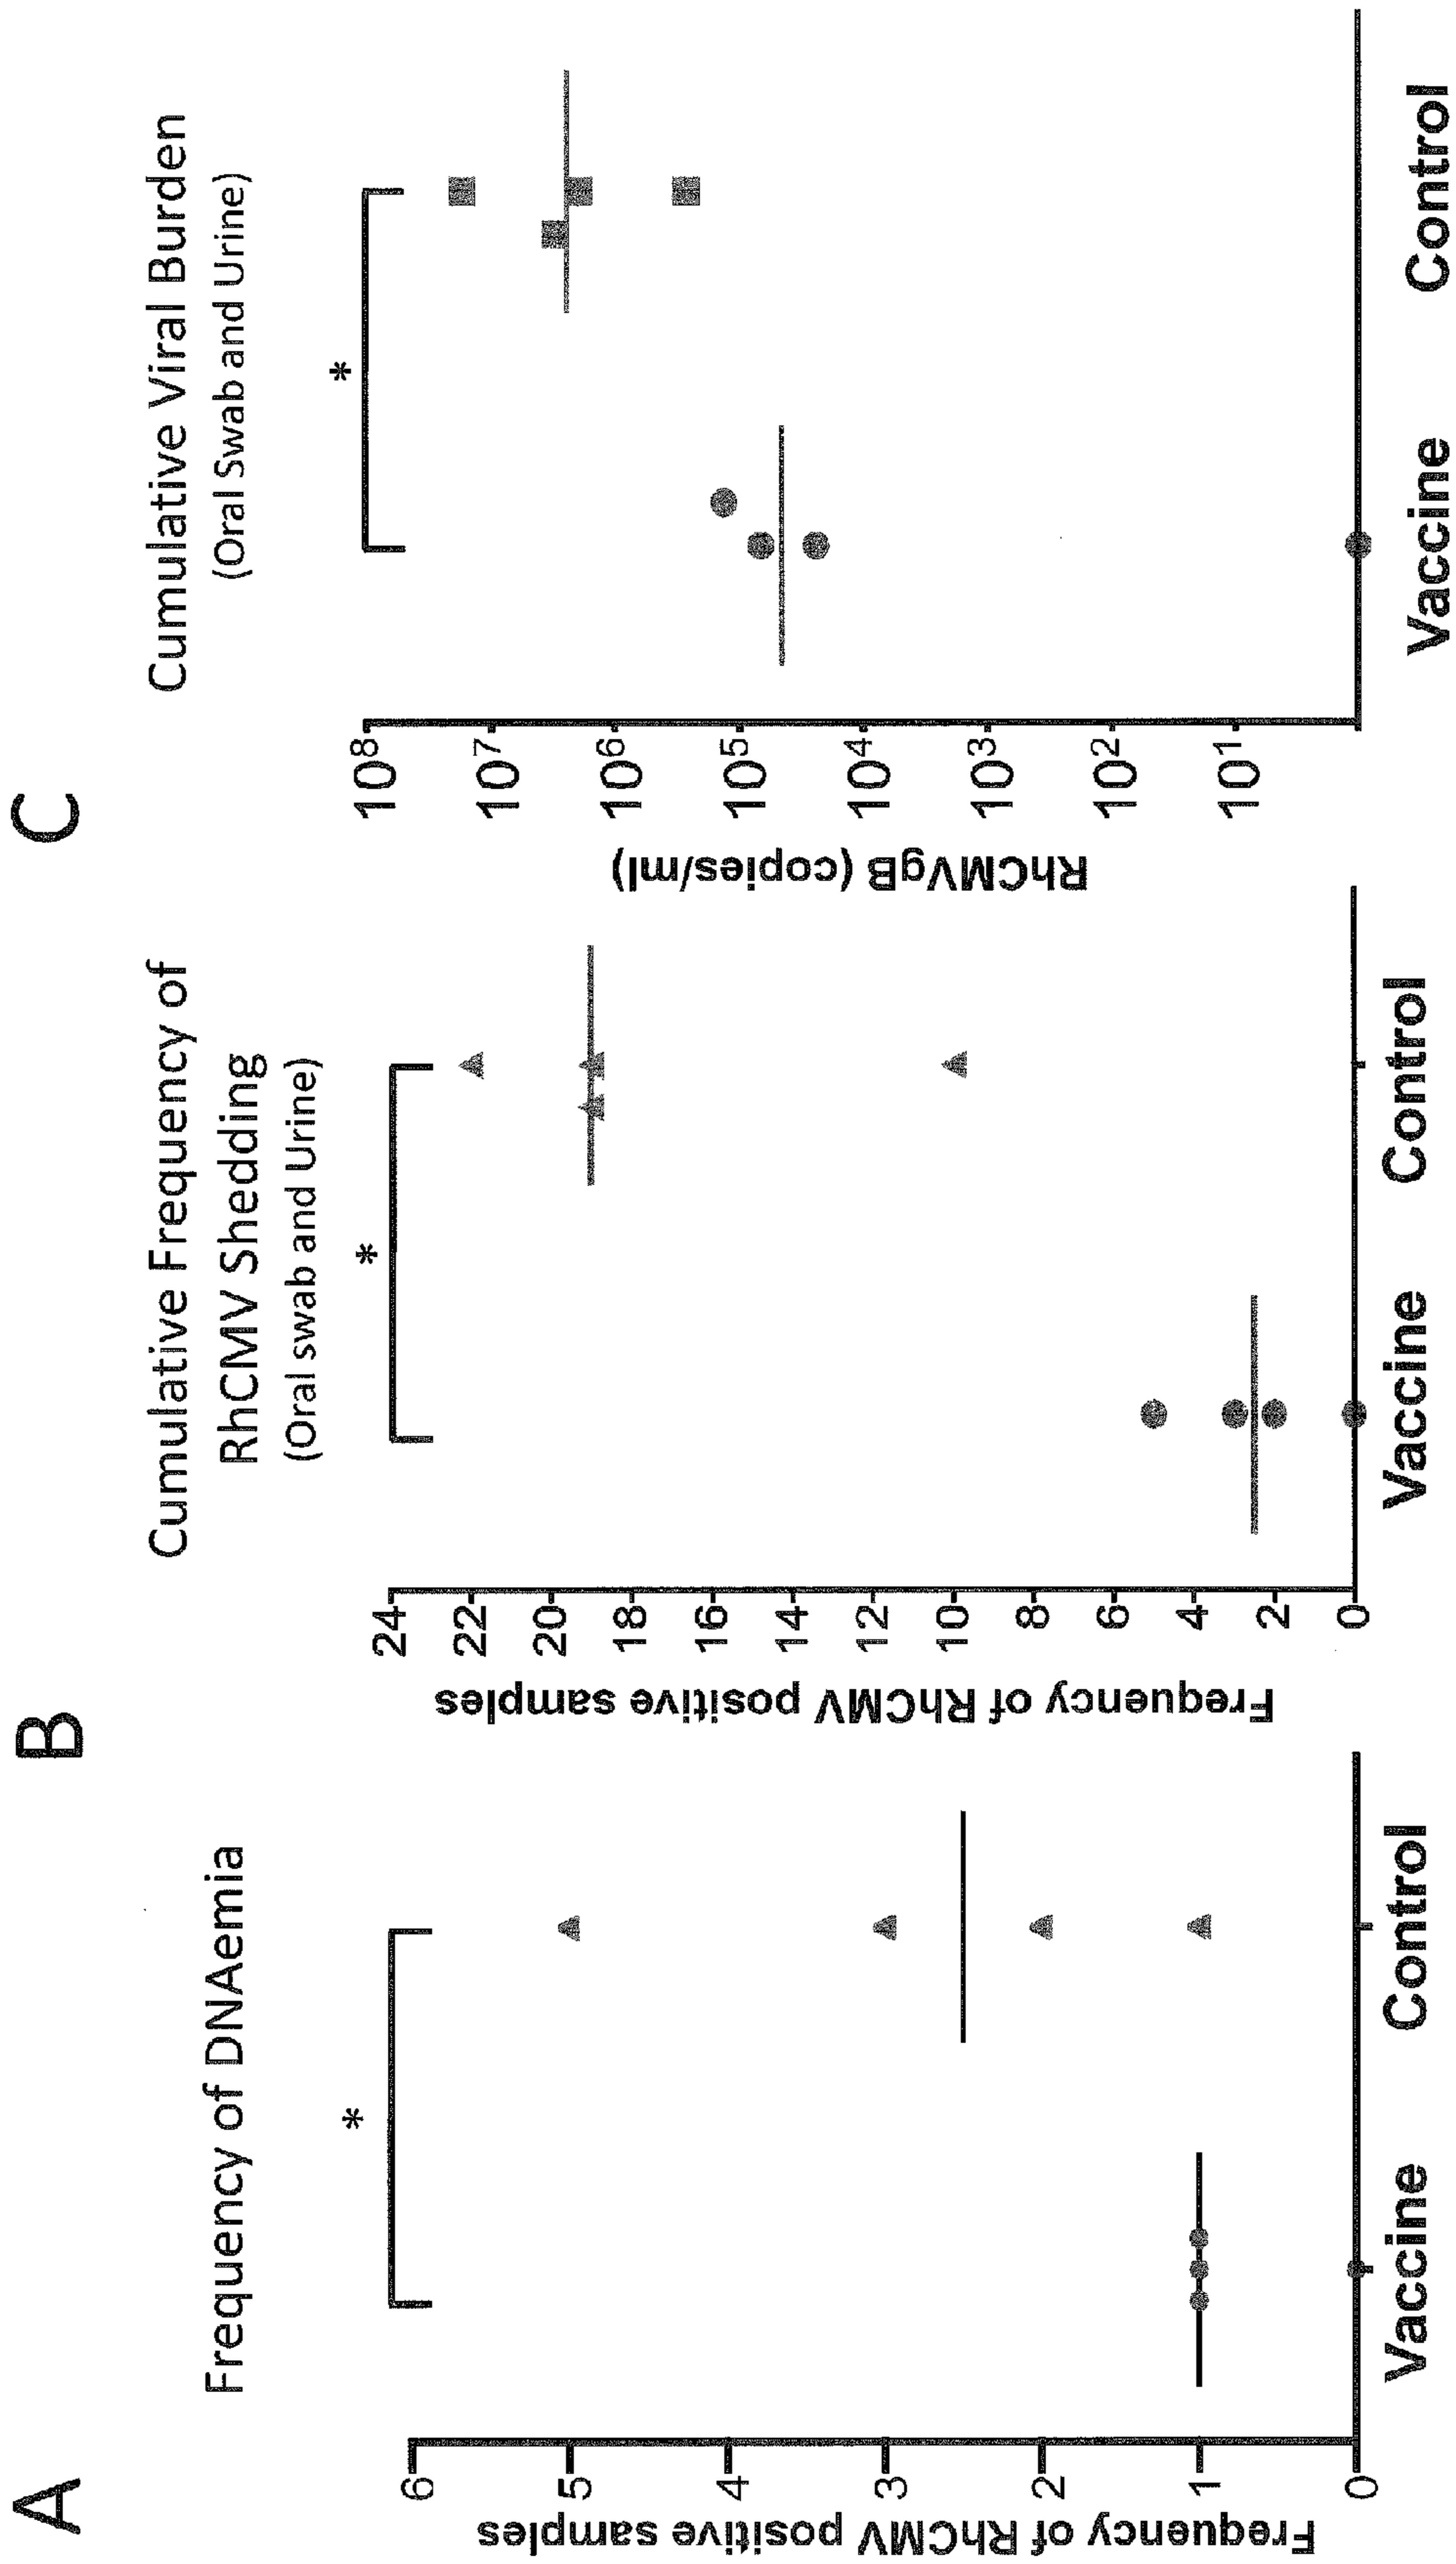 A
Frequency of DNAemia
*
Frequency of RhCMV positive samples
6
5
4
3
2
1
0
Vaccine
Control
B
Cumulative Frequency of
RhCMV Shedding
(Oral swab and Urine)
*
Frequency of RhCMV positive samples
24
22
20
18
16
14
12
10
8
6
4
2
0
Vaccine
Control
C
Cumulative Viral Burden
(Oral Swab and Urine)
*
RhCMVgB (copies/ml)
10⁸
10⁷
10⁶
10⁵
10⁴
10³
10²
10¹
Vaccine
Control